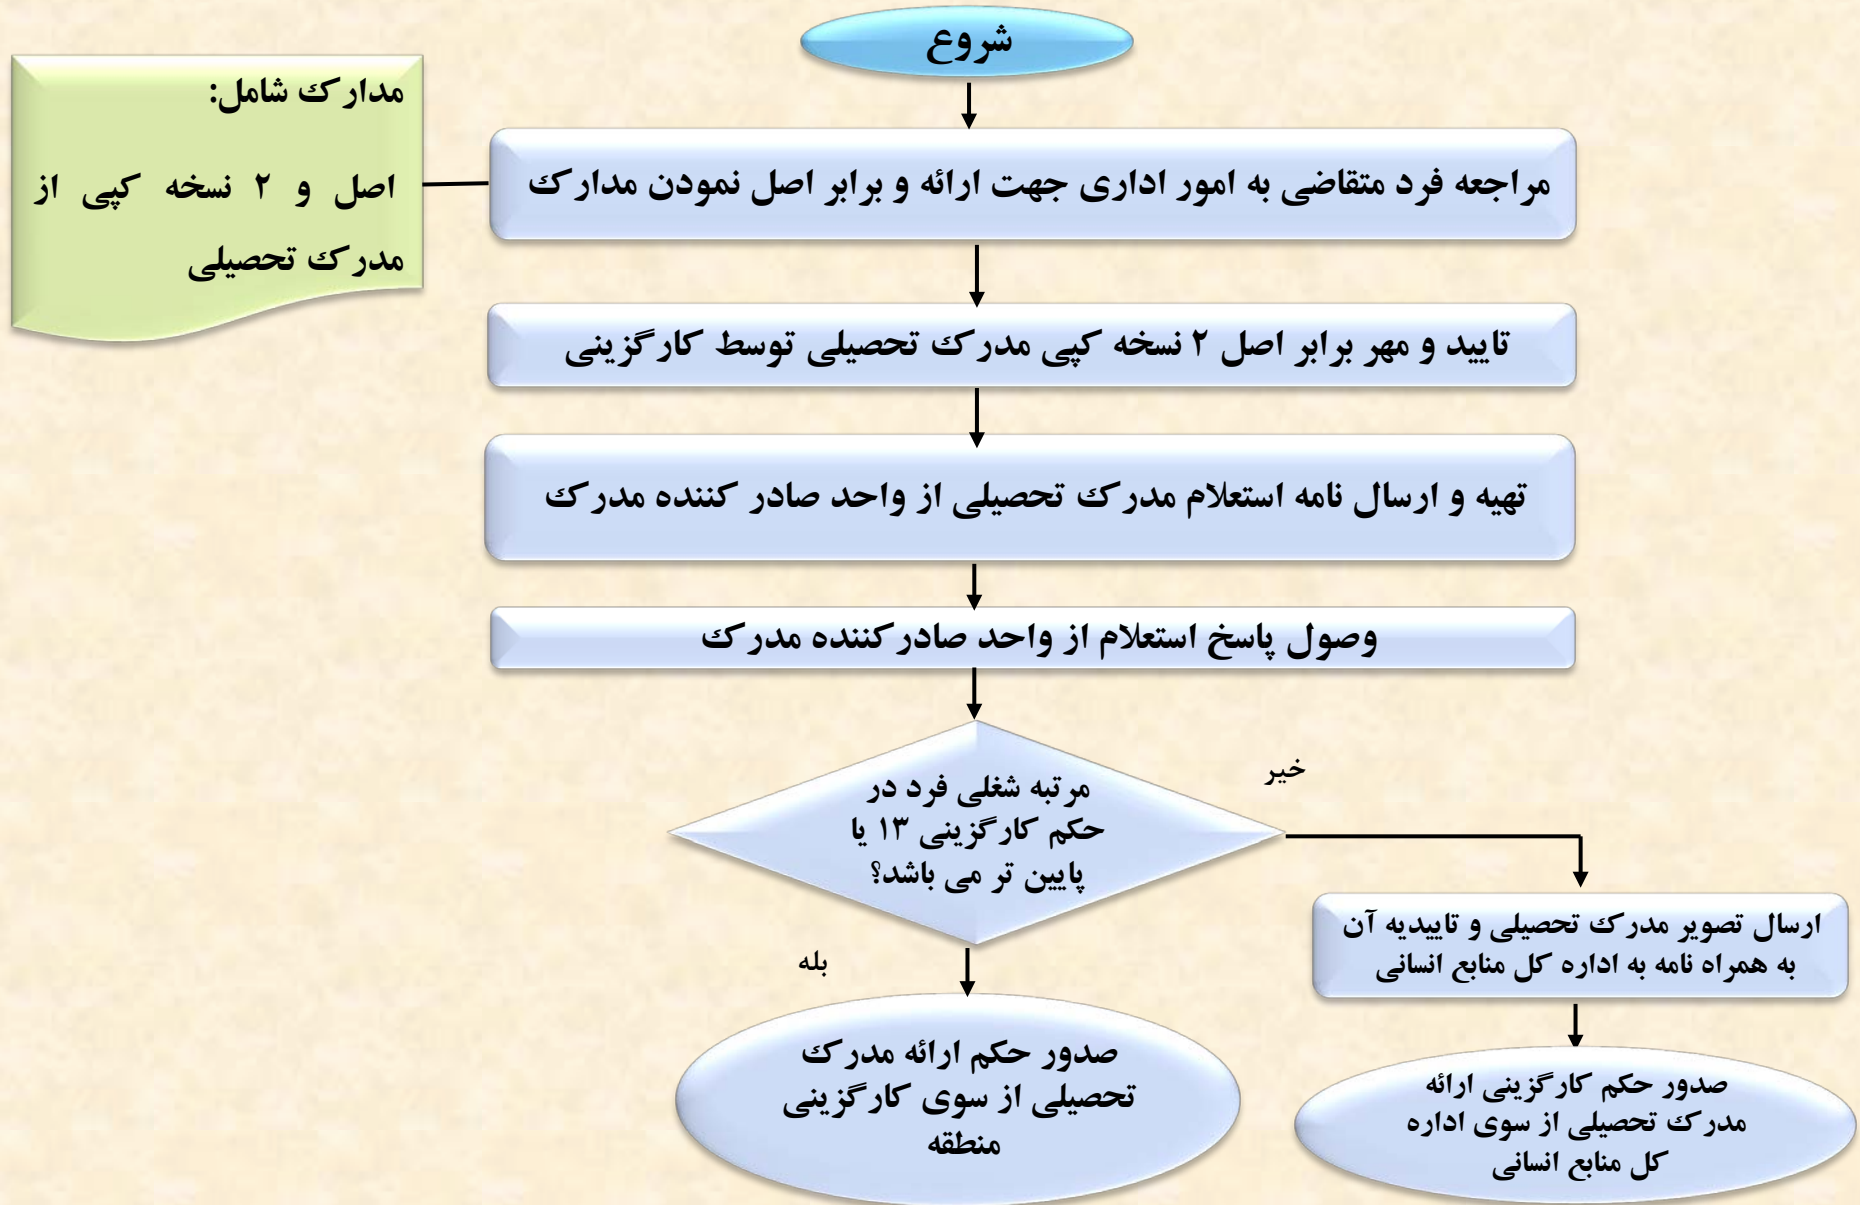 شروع
مدارک شامل:
اصل و ۲ نسخه کپی از
مدرک تحصیلی
مراجعه فرد متقاضی به امور اداری جهت ارائه و برابر اصل نمودن مدارک
تایید و مهر برابر اصل ۲ نسخه کپی مدرک تحصیلی توسط کارگزینی
تهیه و ارسال نامه استعلام مدرک تحصیلی از واحد صادر کننده مدرک
وصول پاسخ استعلام از واحد صادرکننده مدرک
مرتبه شغلی فرد در
حکم کارگزینی ۱۳ یا
پایین تر می باشد؟
خیر
بله
ارسال تصویر مدرک تحصیلی و تاییدیه آن
به همراه نامه به اداره کل منابع انسانی
صدور حکم ارائه مدرک
تحصیلی از سوی کارگزینی
منطقه
صدور حکم کارگزینی ارائه
مدرک تحصیلی از سوی اداره
کل منابع انسانی